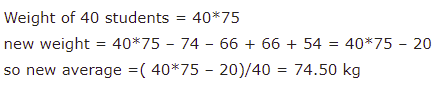 Weight of 40 students = 40*75
new weight = 40*75 – 74 – 66 + 66 + 54 = 40*75 – 20
so new average =( 40*75 – 20)/40 = 74.50 kg